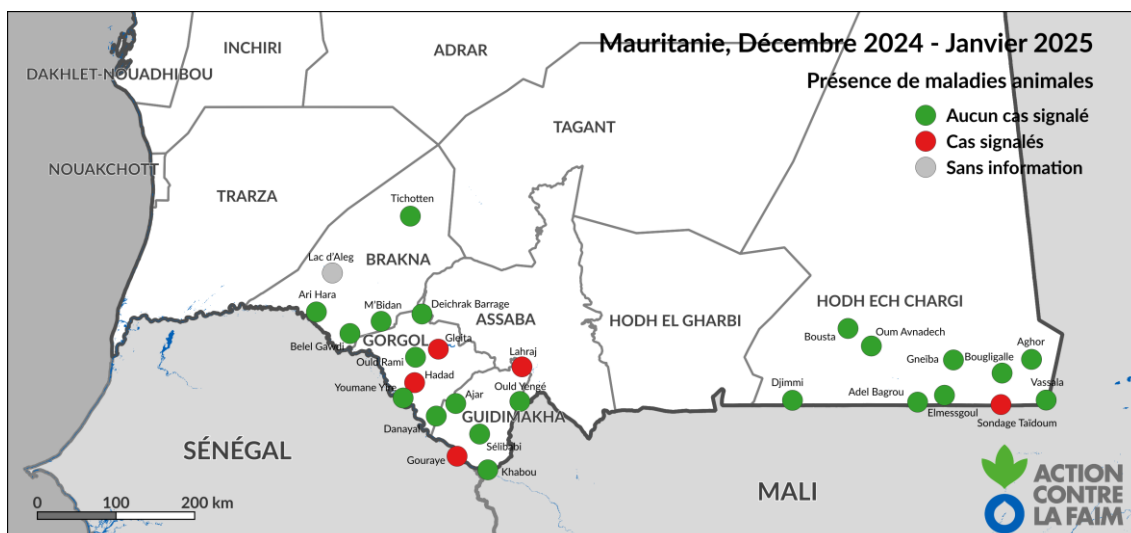 Mauritanie, Décembre 2024 - Janvier 2025
Présence de maladies animales
Aucun cas signalé
Cas signalés
Sans information
INCHIRI
ADRAR
DAKHLET-NOUADHIBOU
TAGANT
NOUAKCHOTT
TRARZA
Tichotten
Lac d'Aleg
BRAKNA
Ari Hara
M'Bidan
Deichrak Barrage
ASSABA
HODH EL GHARBI
HODH ECH CHARGI
Belel Gawdi
GORGOL
Gleita
Ould Rami
Hadad
Lahraj
Bousta
Oum Avnadech
Gneïba
Bougligalle
Aghor
Youmane Yire
Ajar
Ould Yengé
Djimmi
Adel Bagrou
Elmessgoul
Vassala
Sondage Taïdoum
Danayan
GUIDIMAKHA
Sélibabi
Gouraye
Khabou
SÉNÉGAL
MALI
0 100 200 km
ACTION
CONTRE
LA FAIM